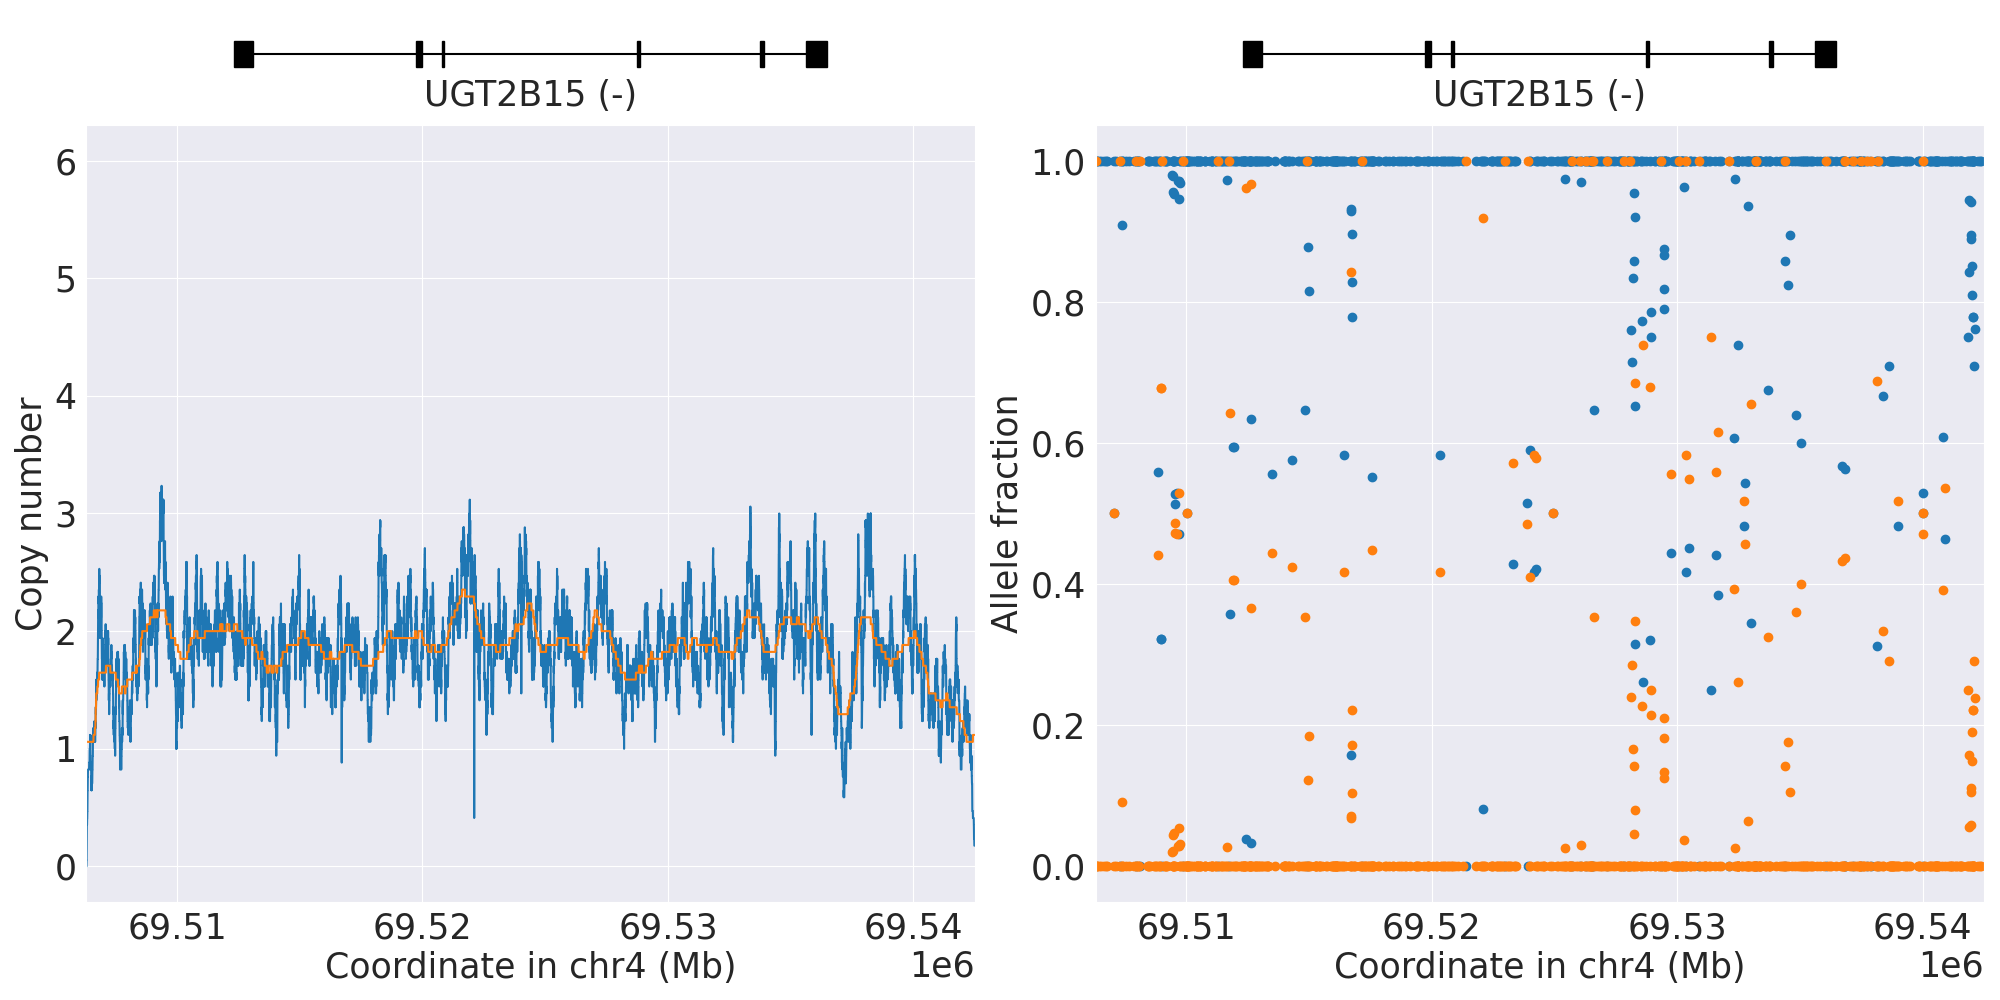 UGT2B15 (-)
6
5
4
3
2
1
0
Copy number
69.51 69.52 69.53 69.54
Coordinate in chr4 (Mb)
1e6
UGT2B15 (-)
1.0
0.8
0.6
0.4
0.2
0.0
Allele fraction
69.51 69.52 69.53 69.54
Coordinate in chr4 (Mb)
1e6